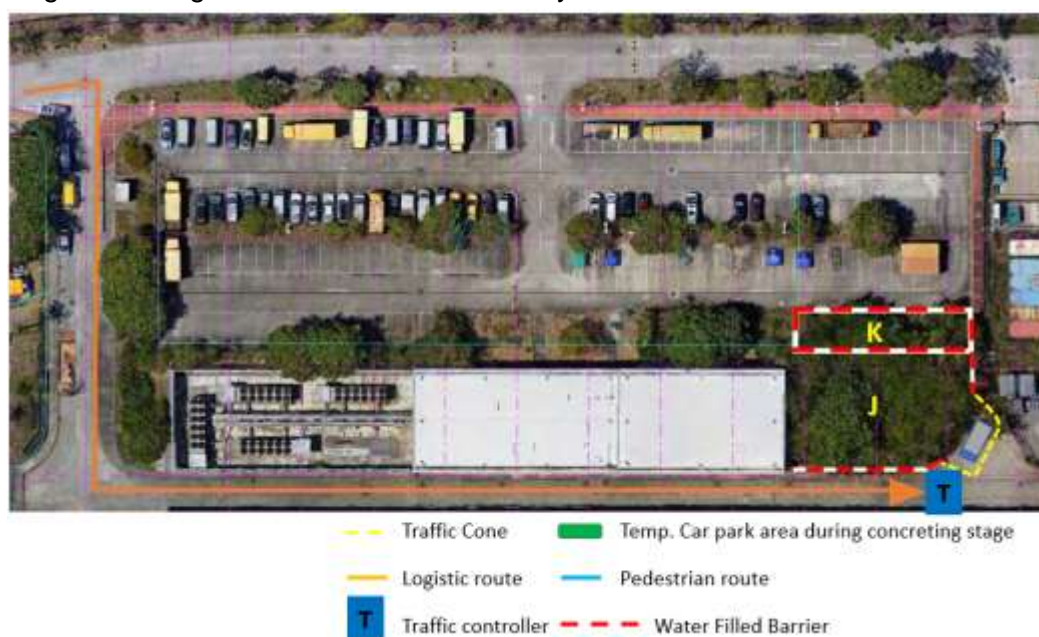 K
J
T
Traffic Cone
Temp. Car park area during concreting stage
Logistic route
Pedestrian route
T
Traffic controller
Water Filled Barrier